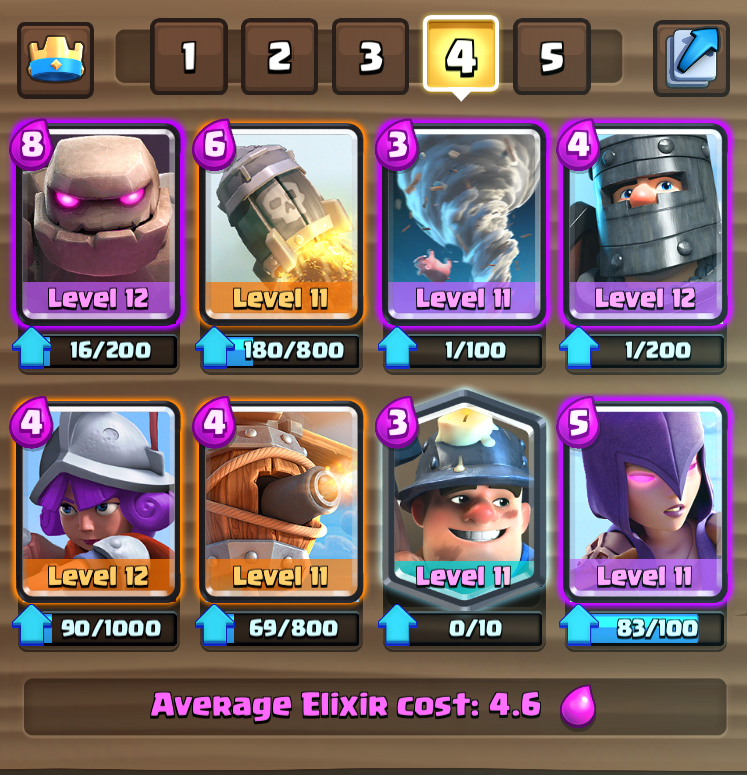 1 2 3 4 5
8 6 3 4
Level 12 Level 11 Level 11 Level 12
16/200 180/800 1/100 1/200
4 4 3 5
Level 12 Level 11 Level 11 Level 11
90/1000 69/800 0/10 83/100
Average Elixir cost: 4.6